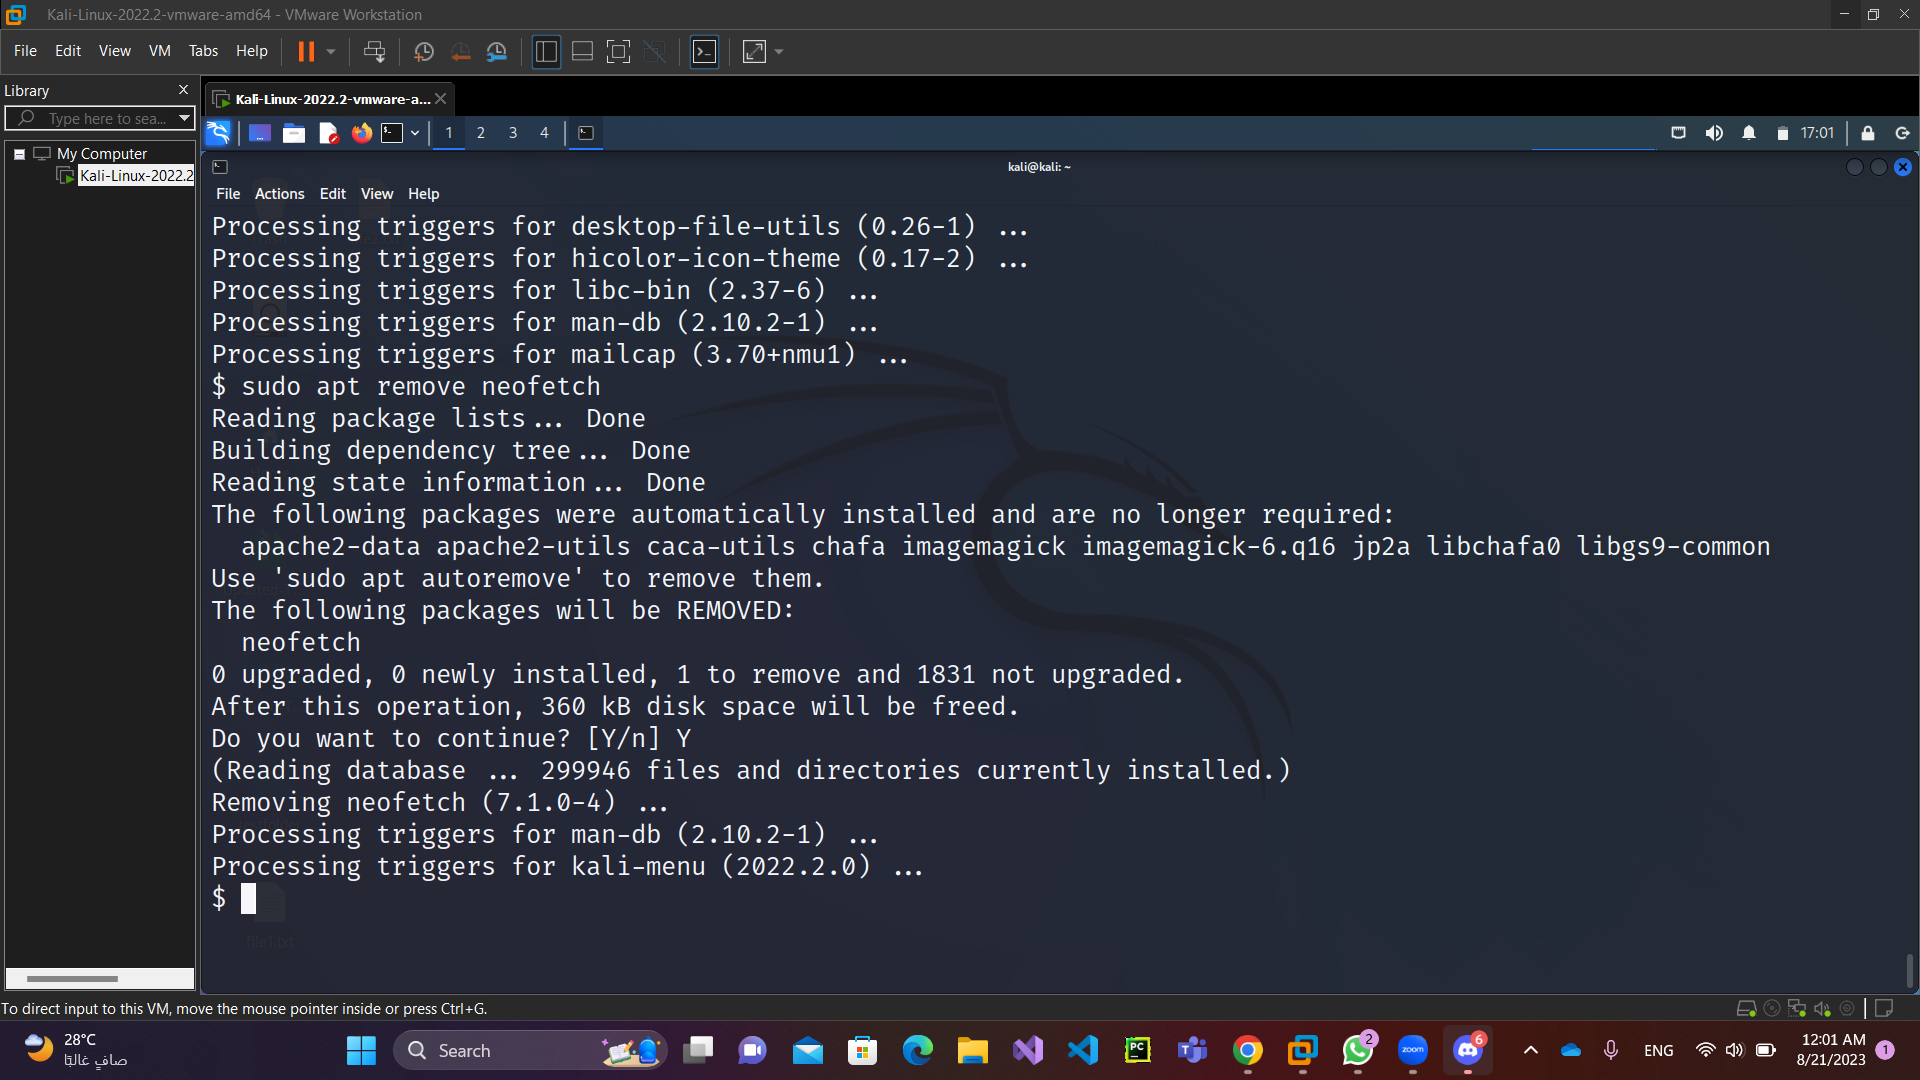 Kali-Linux-2022.2-vmware-amd64 - VMware Workstation
File Edit View VM Tabs Help
Library
Type here to sea...
My Computer
Kali-Linux-2022.2
Kali-Linux-2022.2-vmware-a...
1 2 3 4
17:01
kali@kali: ~
File Actions Edit View Help
Processing triggers for desktop-file-utils (0.26-1) ...
Processing triggers for hicolor-icon-theme (0.17-2) ...
Processing triggers for libc-bin (2.37-6) ...
Processing triggers for man-db (2.10.2-1) ...
Processing triggers for mailcap (3.70+nmu1) ...
$ sudo apt remove neofetch
Reading package lists... Done
Building dependency tree... Done
Reading state information... Done
The following packages were automatically installed and are no longer required:
apache2-data apache2-utils caca-utils chafa imagemagick imagemagick-6.q16 jp2a libchafa0 libgs9-common
Use 'sudo apt autoremove' to remove them.
The following packages will be REMOVED:
neofetch
0 upgraded, 0 newly installed, 1 to remove and 1831 not upgraded.
After this operation, 360 kB disk space will be freed.
Do you want to continue? [Y/n] Y
(Reading database ... 299946 files and directories currently installed.)
Removing neofetch (7.1.0-4) ...
Processing triggers for man-db (2.10.2-1) ...
Processing triggers for kali-menu (2022.2.0) ...
$
file1.txt
To direct input to this VM, move the mouse pointer inside or press Ctrl+G.
28°C
صافٍ غالبًا
Search
PC
zoom
2
6
ENG
12:01 AM
8/21/2023
1